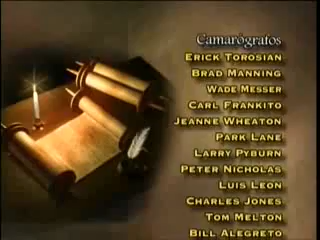 Camarógrafos
Erick Torosian
Brad Manning
Wade Messer
Carl Frankito
Jeanne Wheaton
Park Lane
Larry Pyburn
Peter Nicholas
Luis Leon
Charles Jones
Tom Melton
Bill Alegreto